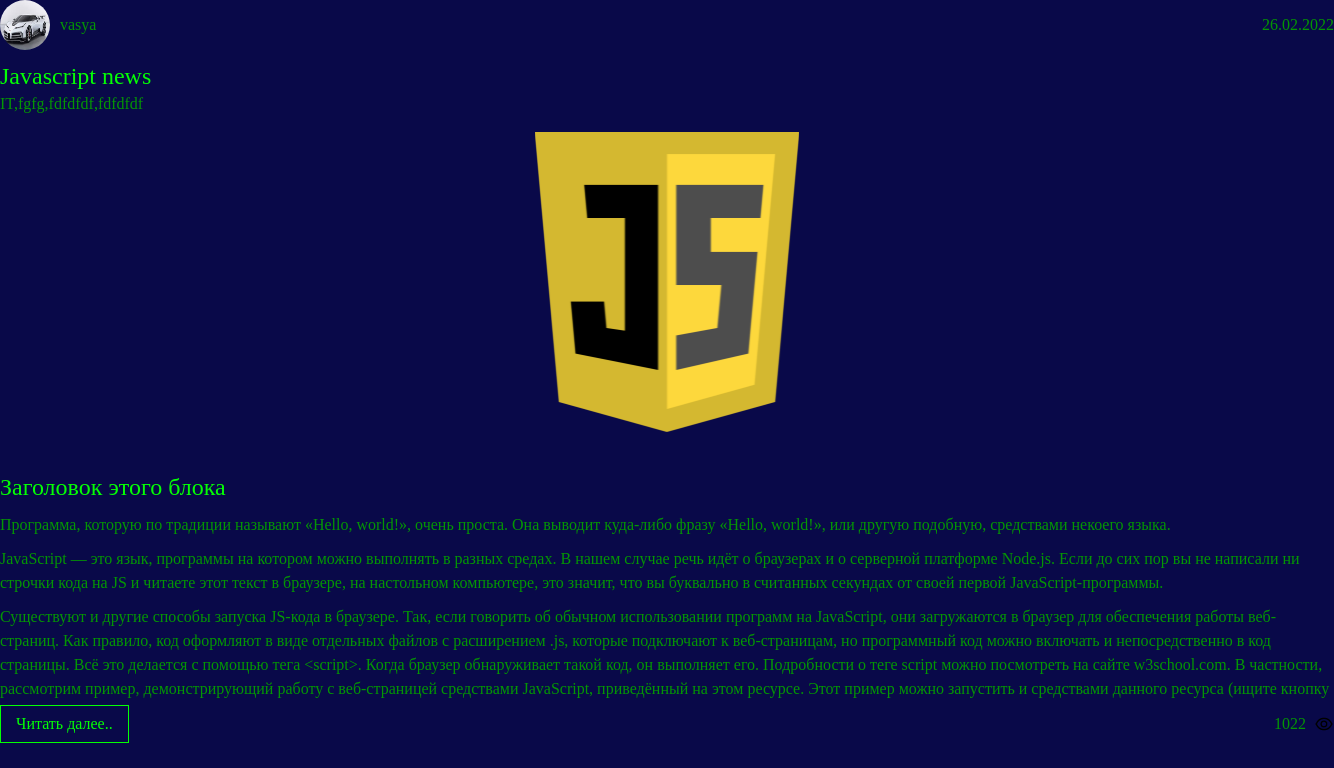 vasya
26.02.2022
Javascript news
IT,fgfg,fdfdfdf,fdfdfdf
JS
Заголовок этого блока
Программа, которую по традиции называют «Hello, world!», очень проста. Она выводит куда-либо фразу «Hello, world!», или другую подобную, средствами некоего языка.
JavaScript — это язык, программы на котором можно выполнять в разных средах. В нашем случае речь идёт о браузерах и о серверной платформе Node.js. Если до сих пор вы не написали ни
строчки кода на JS и читаете этот текст в браузере, на настольном компьютере, это значит, что вы буквально в считанных секундах от своей первой JavaScript-программы.
Существуют и другие способы запуска JS-кода в браузере. Так, если говорить об обычном использовании программ на JavaScript, они загружаются в браузер для обеспечения работы веб-
страниц. Как правило, код оформляют в виде отдельных файлов с расширением .js, которые подключают к веб-страницам, но программный код можно включать и непосредственно в код
страницы. Всё это делается с помощью тега <script>. Когда браузер обнаруживает такой код, он выполняет его. Подробности о теге script можно посмотреть на сайте w3school.com. В частности,
рассмотрим пример, демонстрирующий работу с веб-страницей средствами JavaScript, приведённый на этом ресурсе. Этот пример можно запустить и средствами данного ресурса (ищите кнопку
Читать далее..
1022